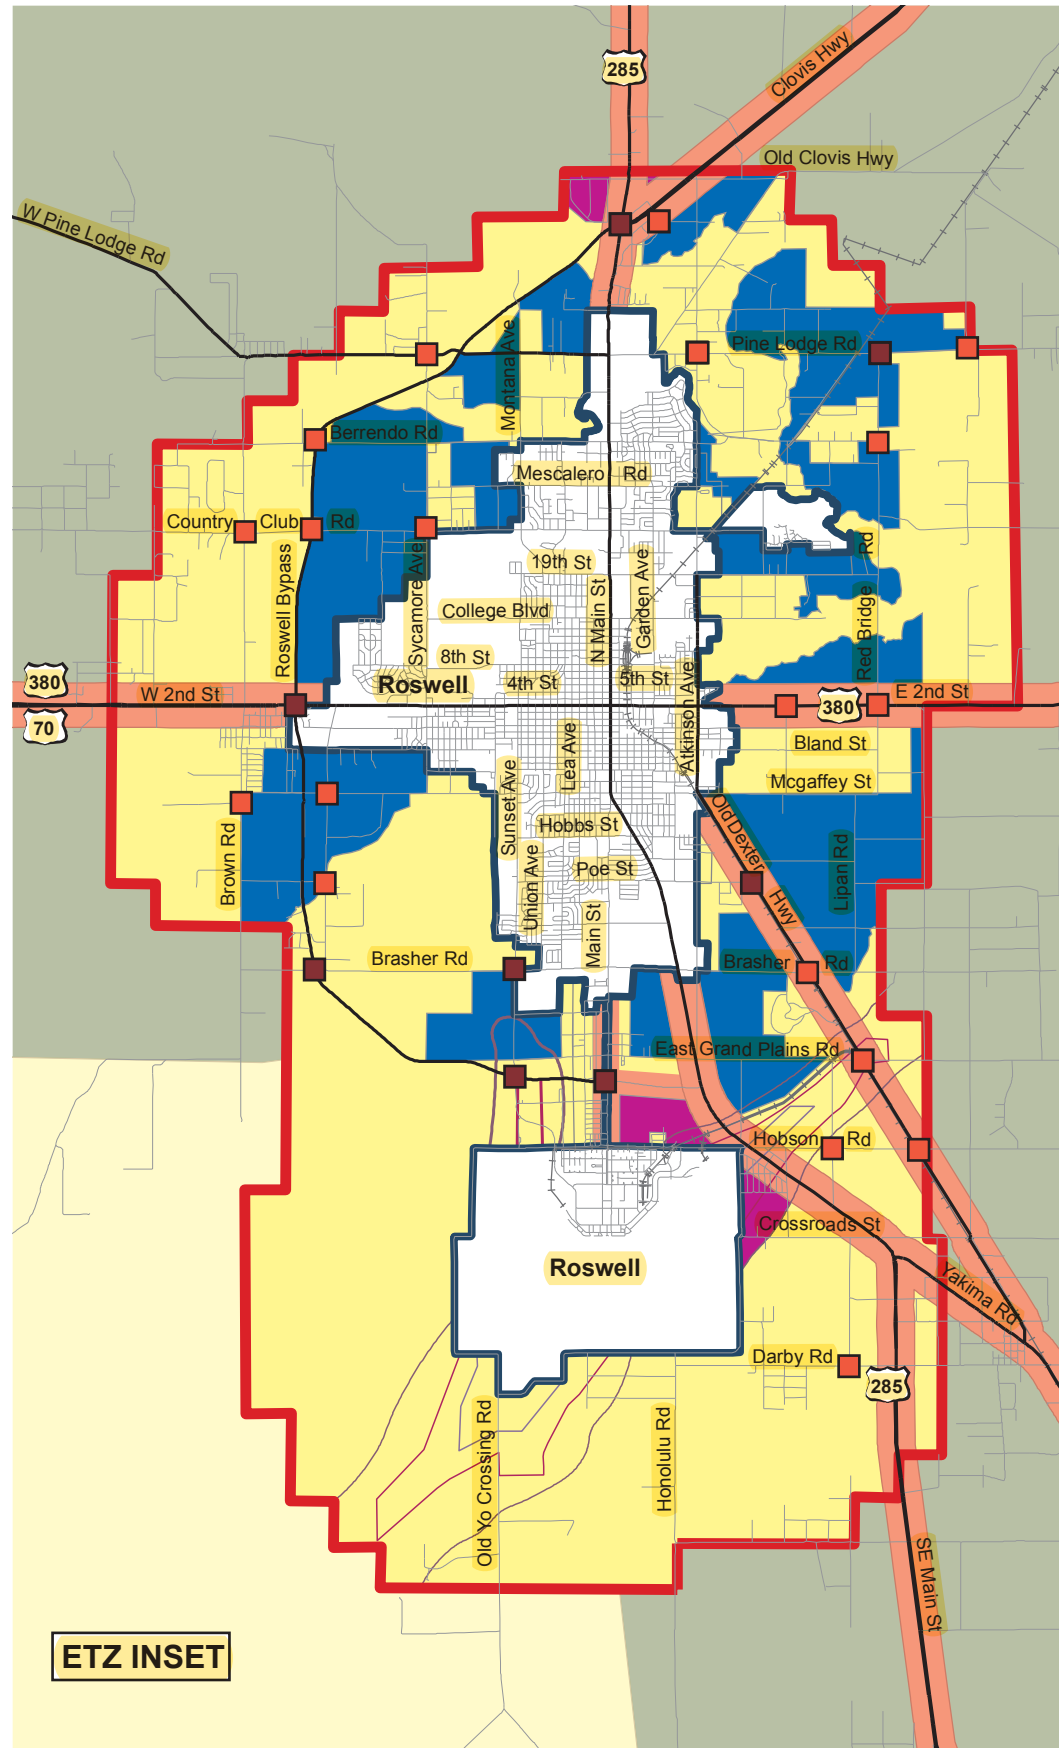 285
Clovis Hwy
Old Clovis Hwy
W Pine Lodge Rd
Montana Ave
Pine Lodge Rd
Berrendo Rd
Mescalero Rd
Country Club Rd
Roswell Bypass
Sycamore Ave
19th St
N Main St
Garden Ave
Rd
Red Bridge
College Blvd
8th St
Roswell
4th St
5th St
Atkinson Ave
380
W 2nd St
E 2nd St
380
70
Bland St
Lea Ave
Mcgaffey St
Sunset Ave
Old Dexter
Hwy
Brown Rd
Hobbs St
Lipan Rd
Poe St
Union Ave
Main St
Brasher Rd
Brasher Rd
East Grand Plains Rd
Hobson Rd
Crossroads St
Roswell
Yakima Rd
Darby Rd
285
Old Yo Crossing Rd
Honolulu Rd
SE Main St
ETZ INSET